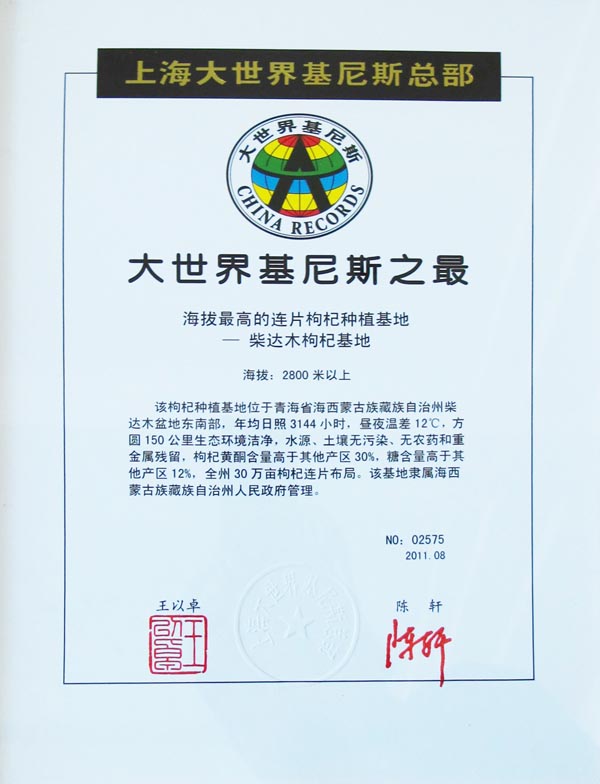 上海大世界基尼斯总部
大世界基尼斯
CHINA RECORDS
大世界基尼斯之最
海拔最高的连片枸杞种植基地
— 柴达木枸杞基地
海拔：2800 米以上
该枸杞种植基地位于青海省海西蒙古族藏族自治州柴
达木盆地东南部，年均日照 3144 小时，昼夜温差 12℃，方
圆 150 公里生态环境洁净，水源、土壤无污染、无农药和重
金属残留，枸杞黄酮含量高于其他产区 30%，糖含量高于其
他产区 12%，全州 30 万亩枸杞连片布局。该基地隶属海西
蒙古族藏族自治州人民政府管理。
NO：02575
2011.08
王以卓
陈 轩
陈轩